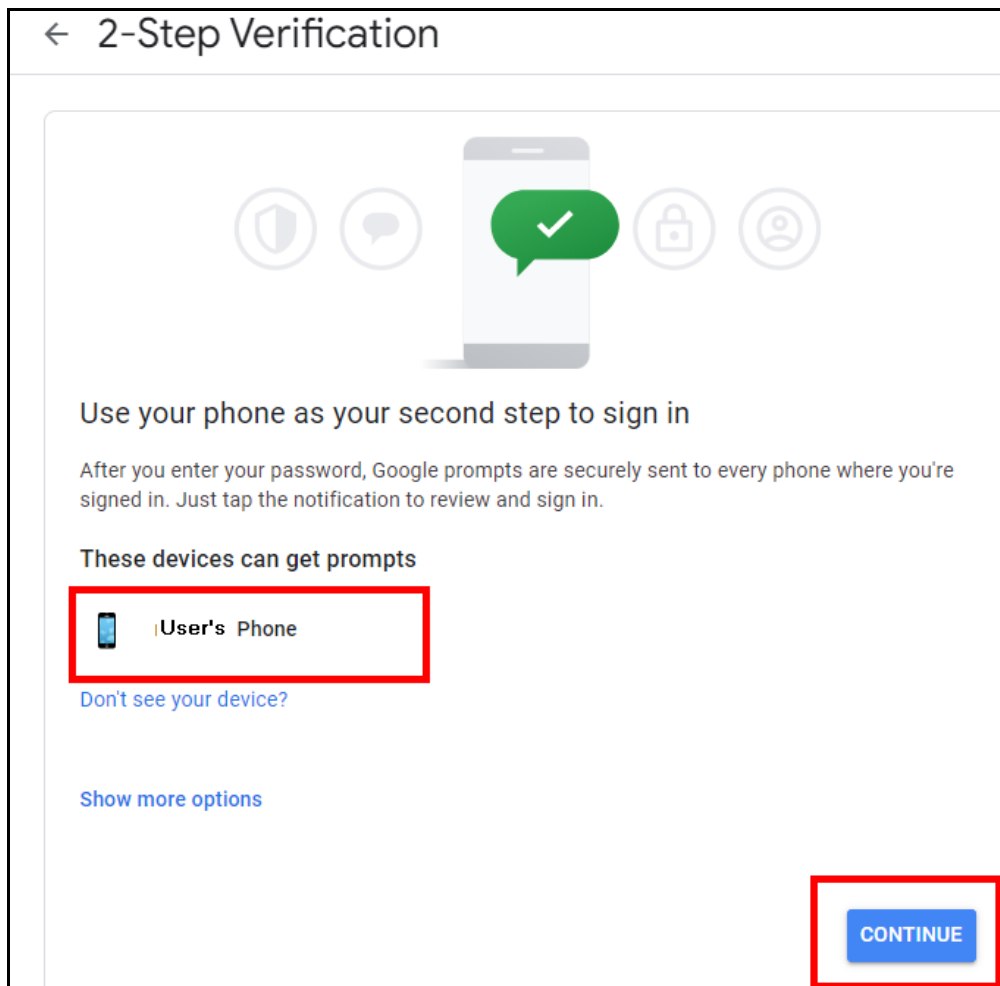 2-Step Verification
Use your phone as your second step to sign in
After you enter your password, Google prompts are securely sent to every phone where you're
signed in. Just tap the notification to review and sign in.
These devices can get prompts
User's Phone
Don't see your device?
Show more options
CONTINUE